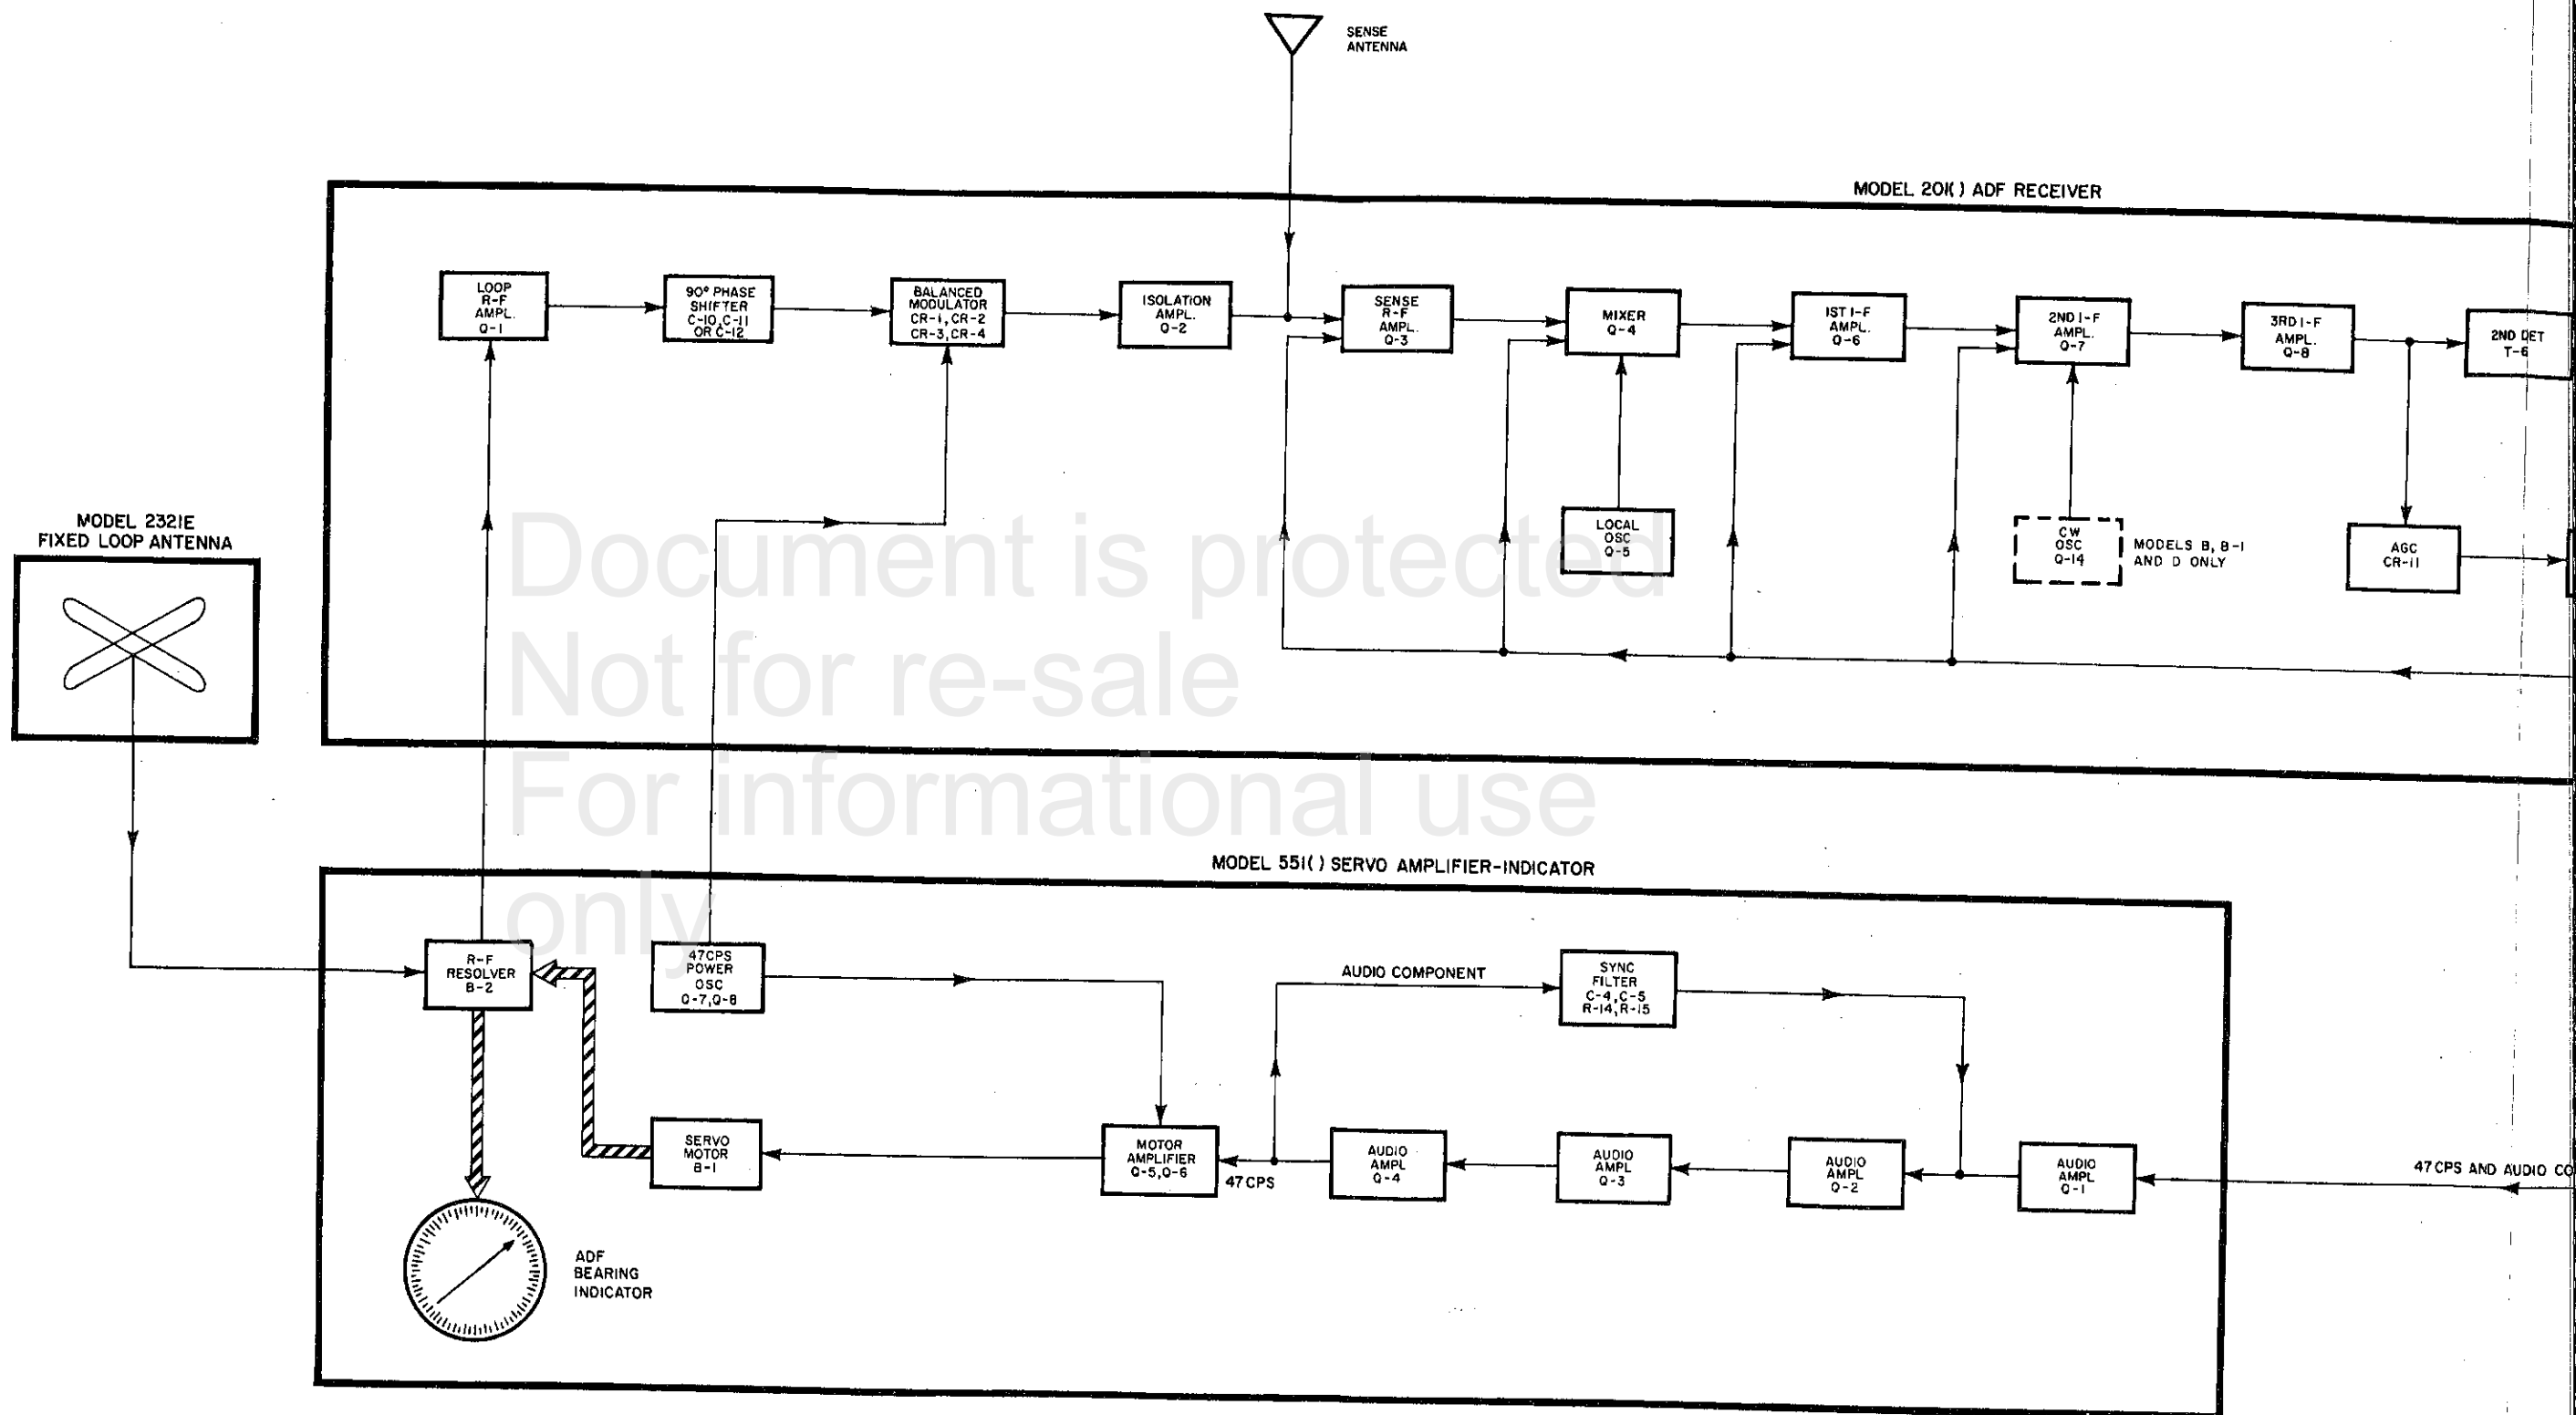 SENSE
ANTENNA
MODEL 201( ) ADF RECEIVER
LOOP
R-F
AMPL.
Q-1
90° PHASE
SHIFTER
C-10, C-11
OR C-12
BALANCED
MODULATOR
CR-1, CR-2
CR-3, CR-4
ISOLATION
AMPL.
Q-2
SENSE
R-F
AMPL.
Q-3
MIXER
Q-4
1ST I-F
AMPL.
Q-6
2ND I-F
AMPL.
Q-7
3RD I-F
AMPL.
Q-8
2ND DET
T-6
LOCAL
OSC
Q-5
CW
OSC
Q-14
MODELS B, B-1
AND D ONLY
AGC
CR-11
MODEL 2321E
FIXED LOOP ANTENNA
Document is protected
Not for re-sale
For informational use
only
MODEL 551( ) SERVO AMPLIFIER-INDICATOR
R-F
RESOLVER
B-2
47CPS
POWER
OSC
Q-7, Q-8
AUDIO COMPONENT
SYNC
FILTER
C-4, C-5
R-14, R-15
SERVO
MOTOR
B-1
MOTOR
AMPLIFIER
Q-5, Q-6
47 CPS
AUDIO
AMPL
Q-4
AUDIO
AMPL
Q-3
AUDIO
AMPL
Q-2
AUDIO
AMPL
Q-1
47 CPS AND AUDIO CO
ADF
BEARING
INDICATOR